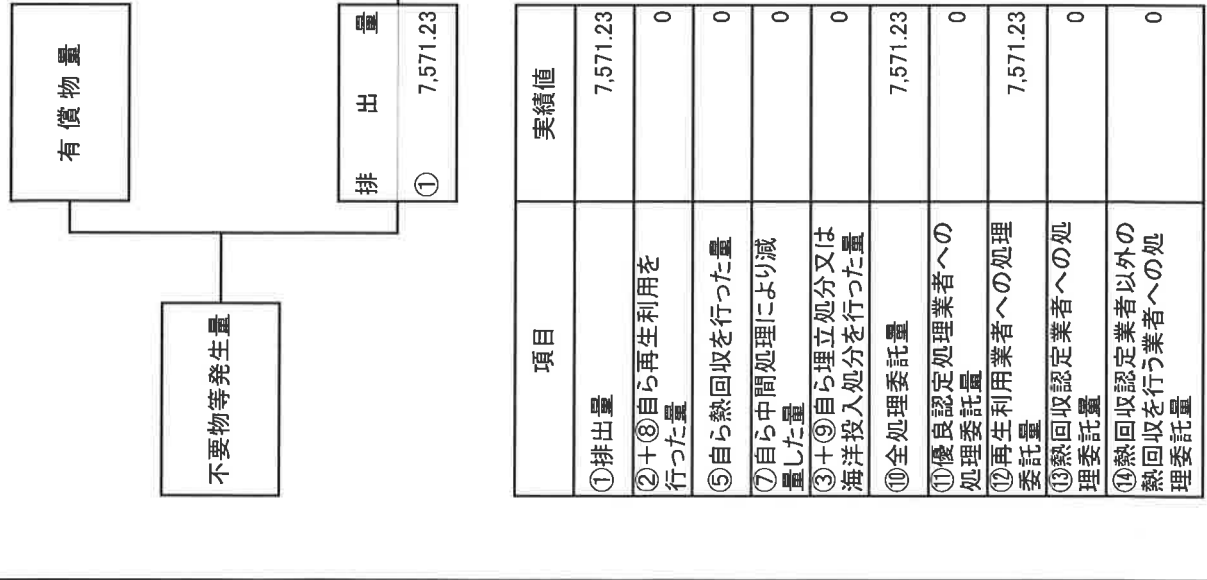 有償物量
不要物等発生量
排出量
① 7,571.23
項目 実績値
①排出量 7,571.23
②+⑧自ら再生利用を
行った量 0
⑤自ら熱回収を行った量 0
⑦自ら中間処理により減
量した量 0
③+⑨自ら埋立処分又は
海洋投入処分を行った量 0
⑩全処理委託量 7,571.23
⑪優良認定処理業者への
処理委託量 0
⑫再生利用業者への処理
委託量 7,571.23
⑬熱回収認定業者への処
理委託量 0
⑭熱回収認定業者以外の
熱回収を行う業者への処
理委託量 0